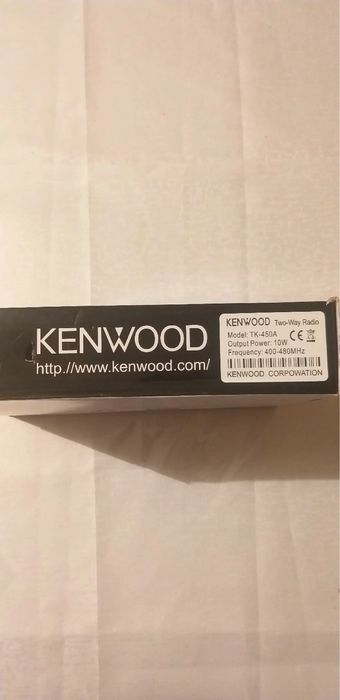 KENWOOD
http://www.kenwood.com/
KENWOOD Two-Way Radio
Model: TK-450A
Output Power: 10W
Frequency: 400-480MHz
KENWOOD CORPOWATION